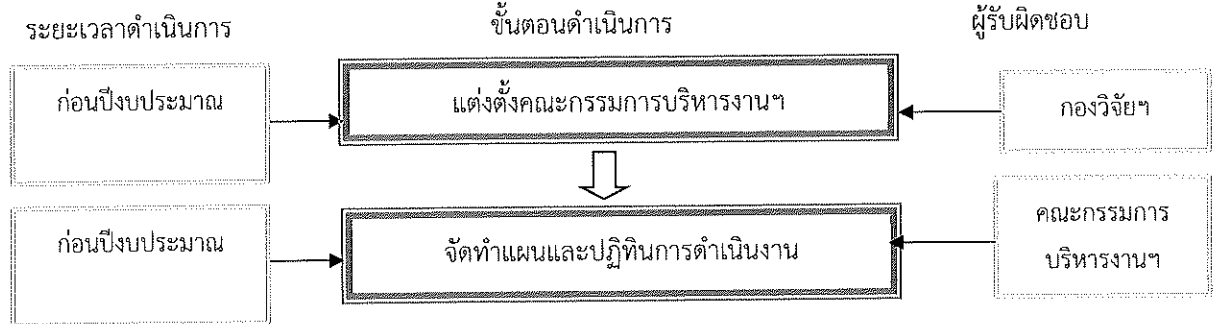 ระยะเวลาดำเนินการ ขั้นตอนดำเนินการ ผู้รับผิดชอบ
ก่อนปีงบประมาณ แต่งตั้งคณะกรรมการบริหารงานฯ กองวิจัยฯ
ก่อนปีงบประมาณ จัดทำแผนและปฏิทินการดำเนินงาน คณะกรรมการ
บริหารงานฯ